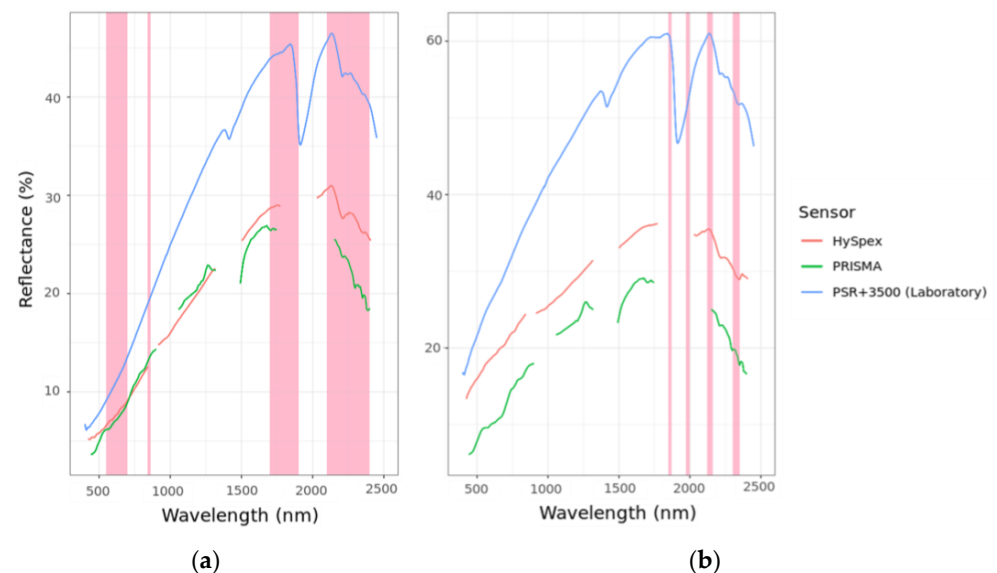 Reflectance (%)
40
30
20
10
500 1000 1500 2000 2500
Wavelength (nm)
(a)
60
40
20
500 1000 1500 2000 2500
Wavelength (nm)
(b)
Sensor
HySpex
PRISMA
PSR+3500 (Laboratory)